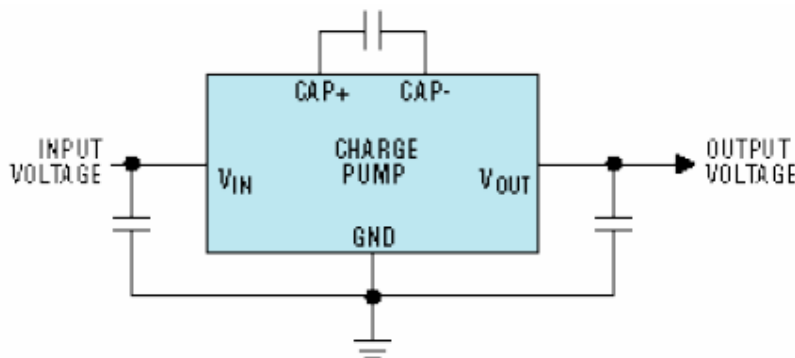 CAP+ CAP-
INPUT
VOLTAGE
CHARGE
PUMP
VIN
VOUT
OUTPUT
VOLTAGE
GND